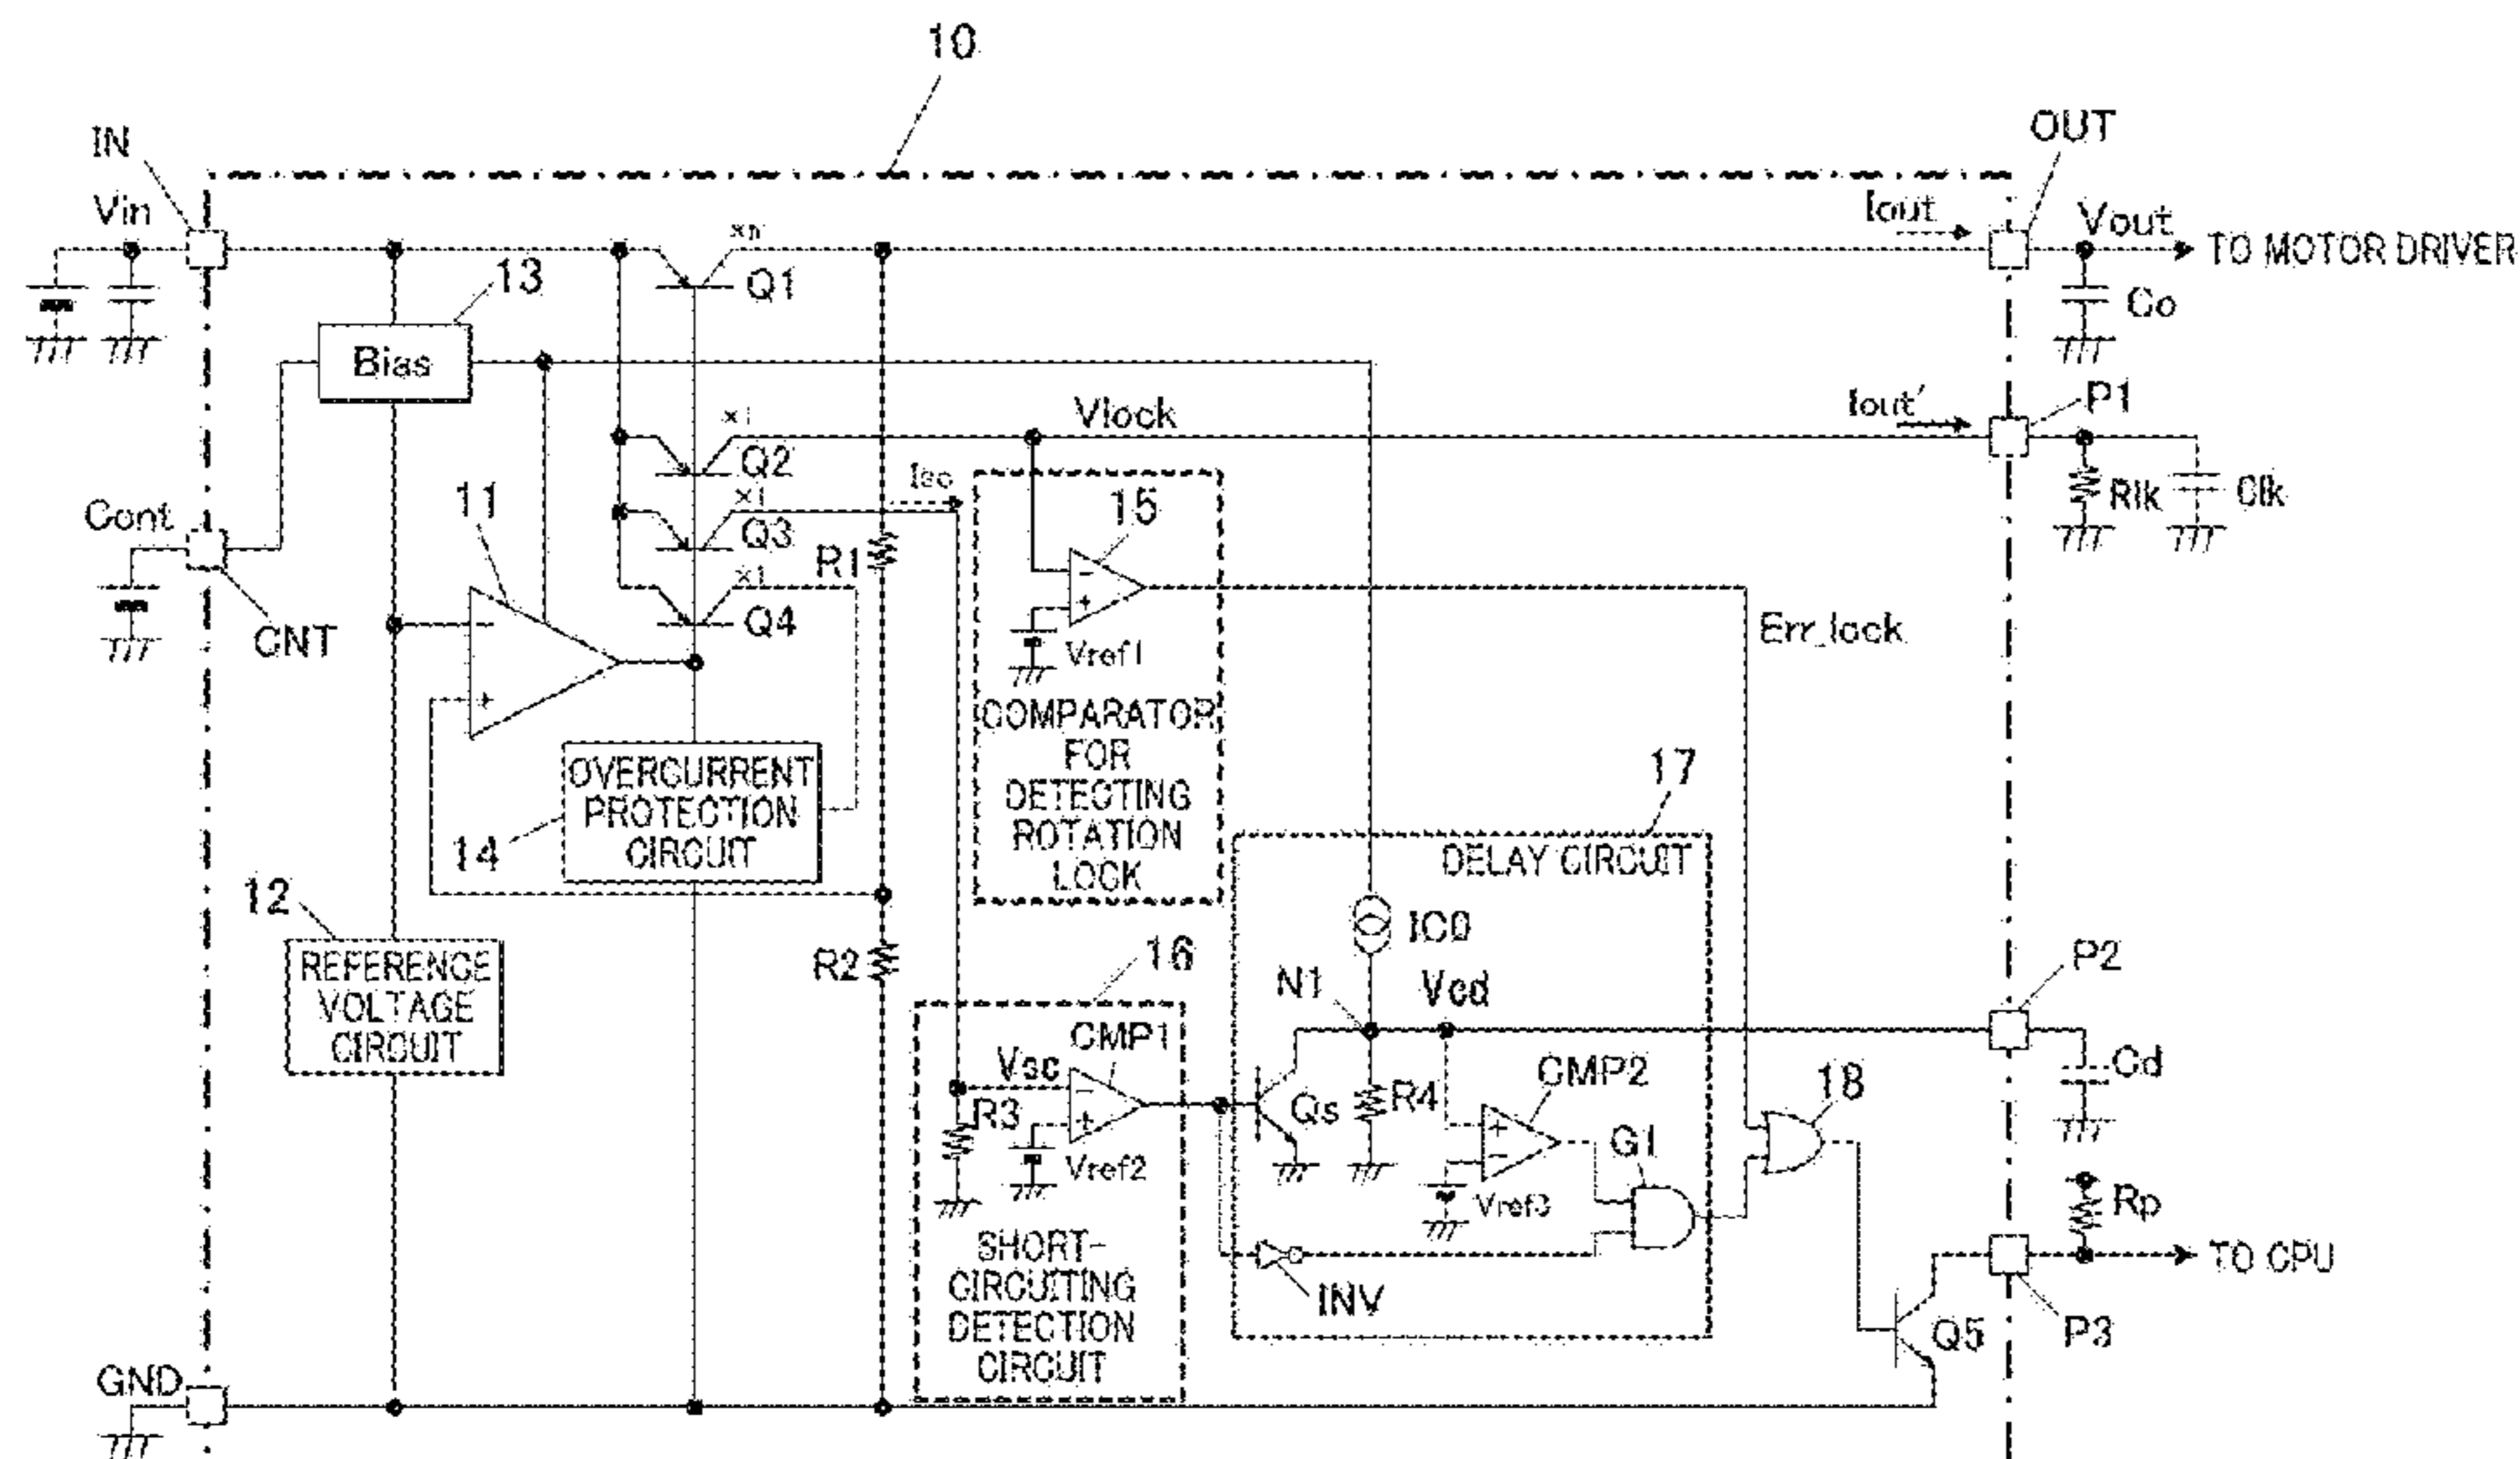 10
IN
OUT
Vin
Iout
Vout
TO MOTOR DRIVER
Q1
13
Co
Bias
P1
Iout'
Vlock
×1
Q2
Isc
×1
Rlk
Clk
11
15
Cont
Q3
R1
×1
Q4
CNT
Vref1
Err_lock
COMPARATOR
FOR
DETECTING
ROTATION
LOCK
OVERCURRENT
PROTECTION
CIRCUIT
14
17
DELAY CIRCUIT
12
IC0
REFERENCE
VOLTAGE
CIRCUIT
R2
16
N1
Vcd
P2
CMP1
Vsc
CMP2
18
Cd
R3
Qs
R4
G1
Vref2
Vref3
Rp
SHORT-
CIRCUITING
DETECTION
CIRCUIT
INV
TO CPU
P3
Q5
GND